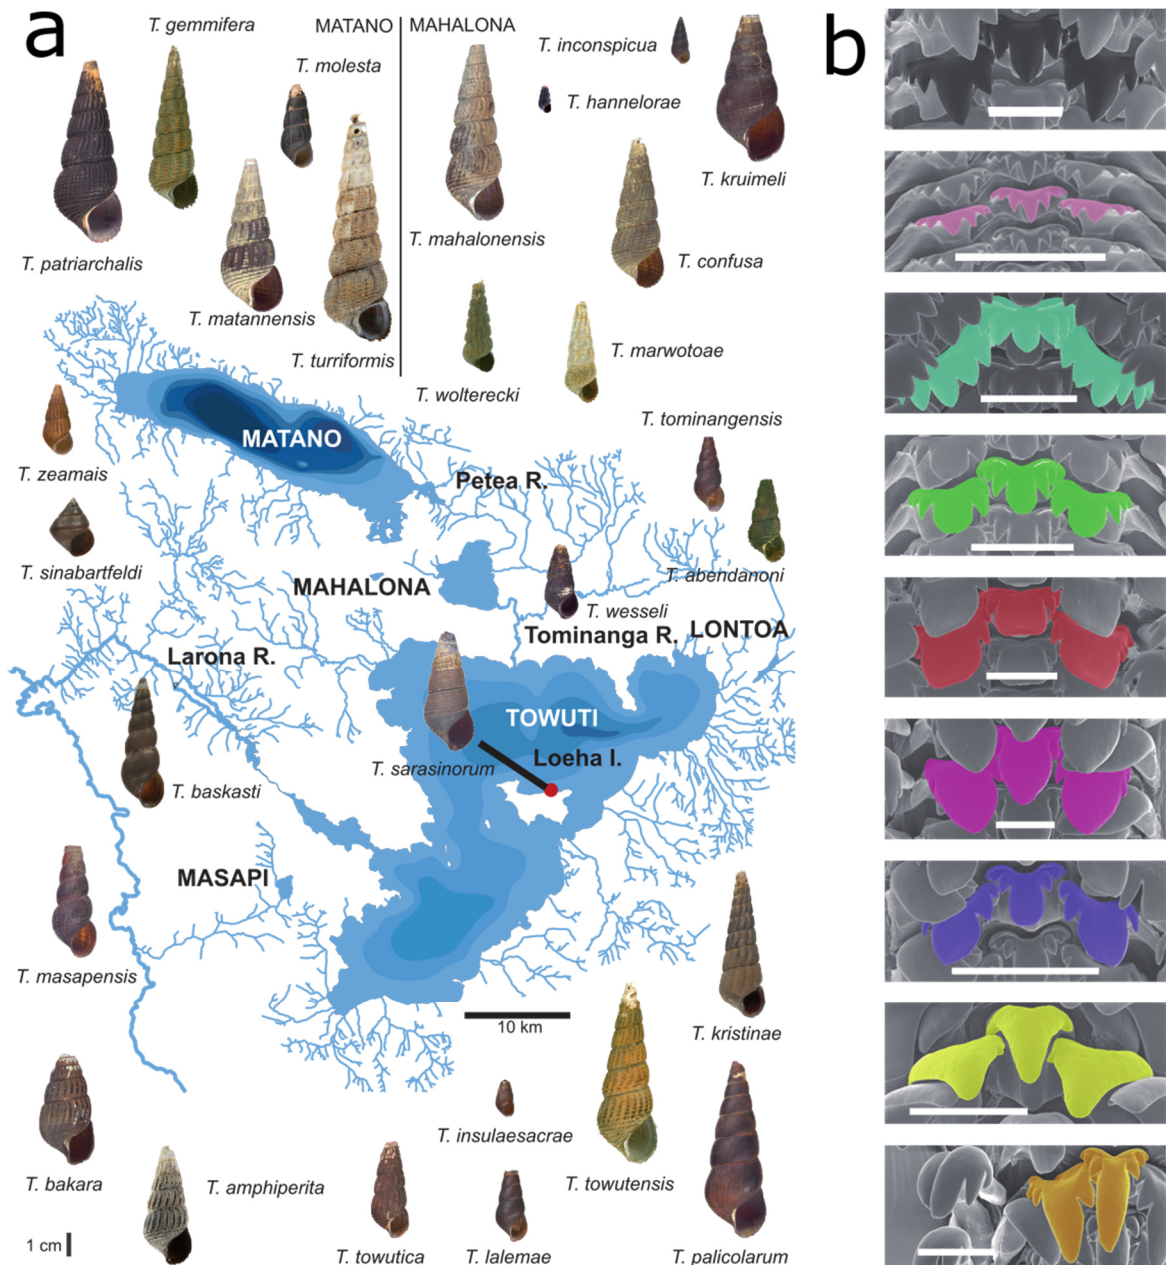 a
T. gemmifera
MATANO
MAHALONA
T. inconspicua
b
T. molesta
T. hannelorae
T. kruimeli
T. patriarchalis
T. mahalonensis
T. confusa
T. matannensis
T. turriformis
T. marwotoae
T. wolterecki
T. tominangensis
MATANO
T. zeamais
Petea R.
T. sinabartfeldi
T. abendanoni
MAHALONA
T. wesseli
Tominanga R.
LONTOA
Larona R.
TOWUTI
Loeha I.
T. sarasinorum
T. baskasti
MASAPI
T. masapensis
10 km
T. kristinae
T. insulaesacrae
T. bakara
T. amphiperita
T. towutensis
1 cm
T. towutica
T. lalemae
T. palicolarum